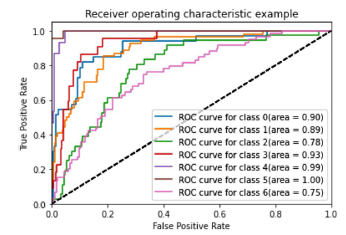 Receiver operating characteristic example
True Positive Rate
1.0
0.8
0.6
0.4
0.2
0.0
ROC curve for class 0(area = 0.90)
ROC curve for class 1(area = 0.89)
ROC curve for class 2(area = 0.78)
ROC curve for class 3(area = 0.93)
ROC curve for class 4(area = 0.99)
ROC curve for class 5(area = 1.00)
ROC curve for class 6(area = 0.75)
0.0 0.2 0.4 0.6 0.8 1.0
False Positive Rate